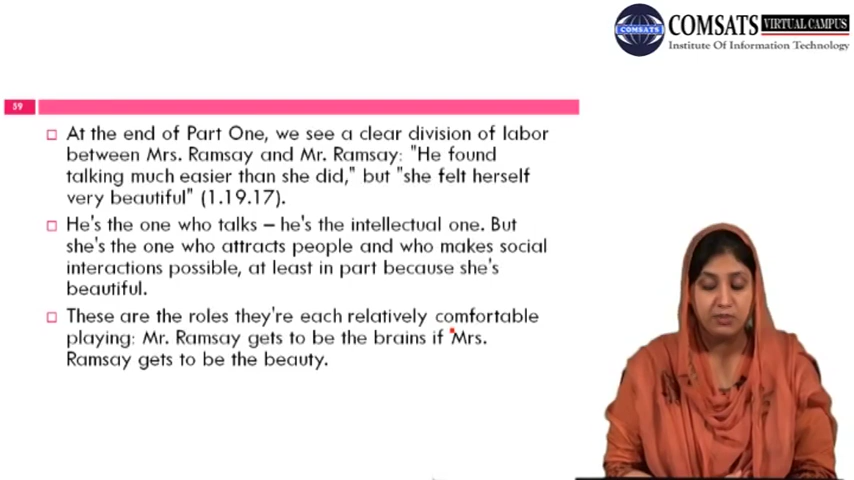 COMSATS VIRTUAL CAMPUS
COMSATS
Institute Of Information Technology
59
At the end of Part One, we see a clear division of labor
between Mrs. Ramsay and Mr. Ramsay: "He found
talking much easier than she did," but "she felt herself
very beautiful" (1.19.17).
He's the one who talks – he's the intellectual one. But
she's the one who attracts people and who makes social
interactions possible, at least in part because she's
beautiful.
These are the roles they're each relatively comfortable
playing: Mr. Ramsay gets to be the brains if Mrs.
Ramsay gets to be the beauty.